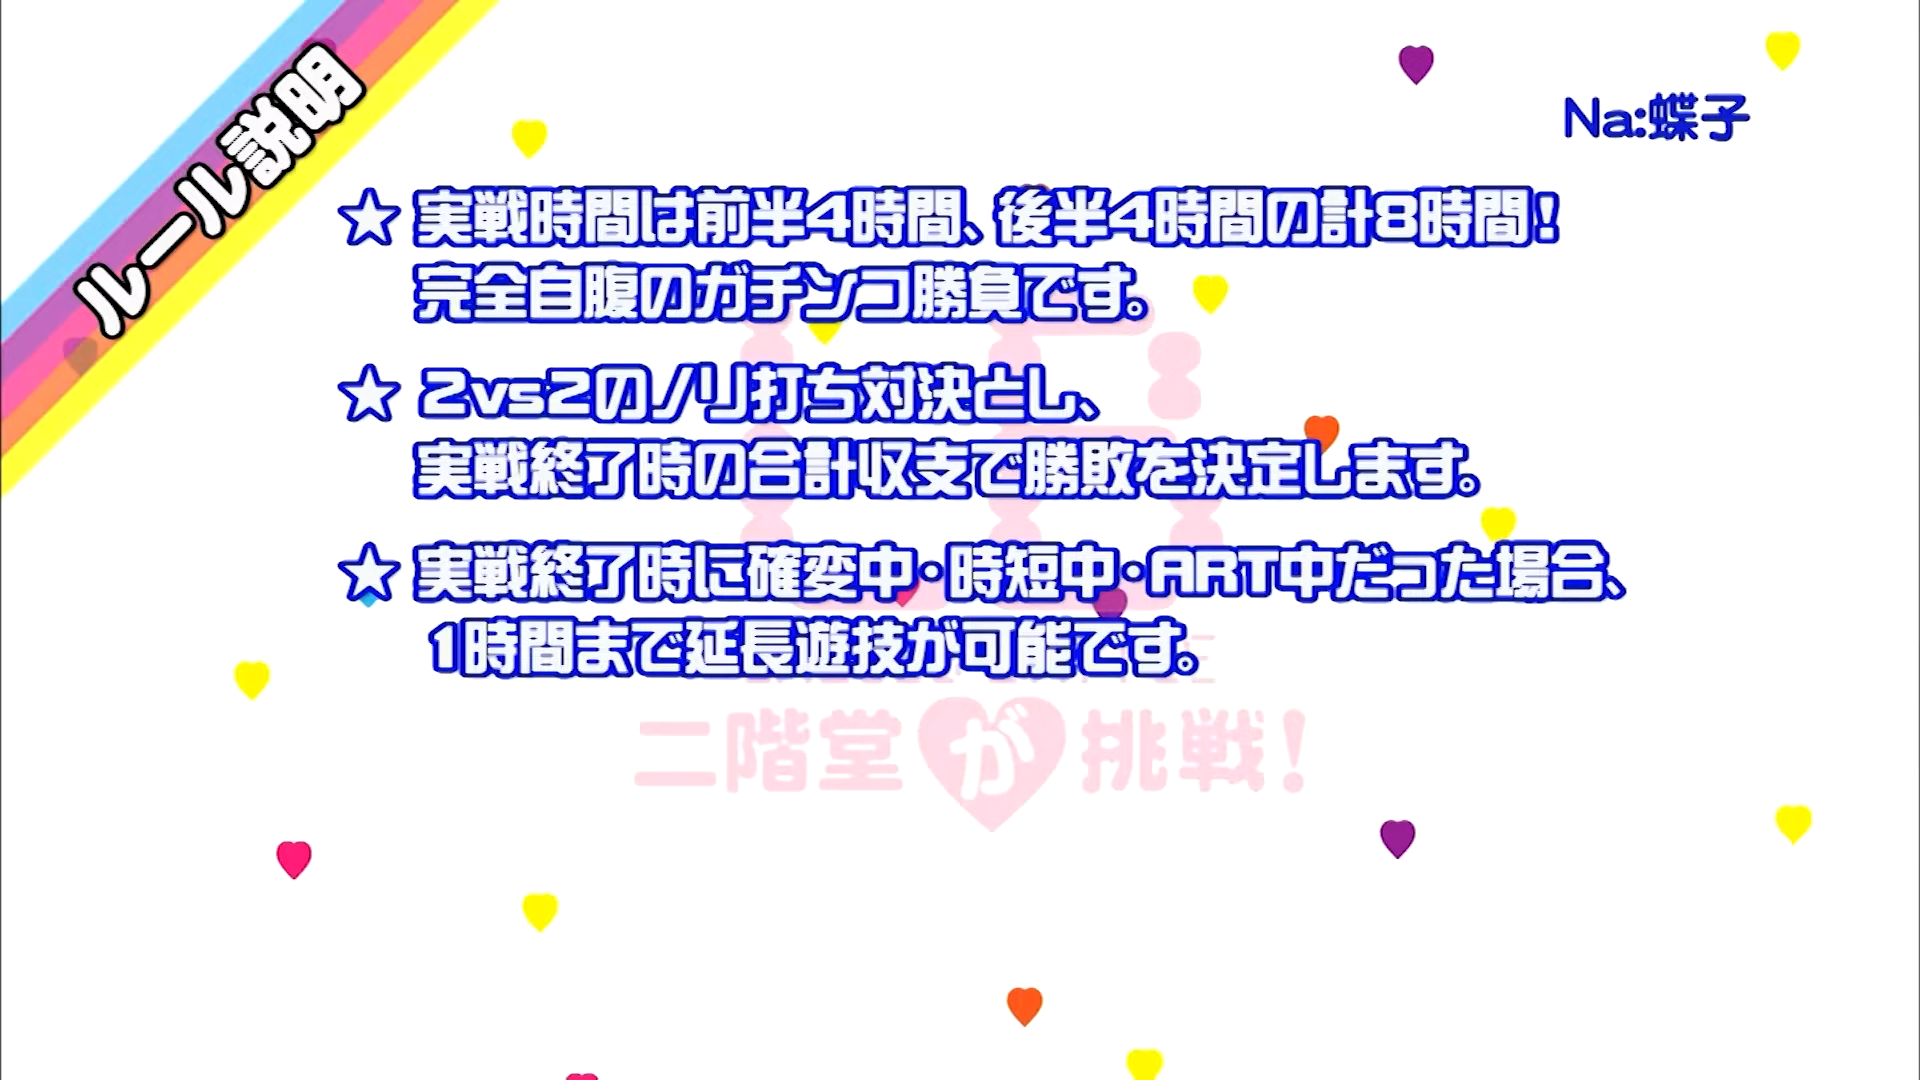 ルール説明
Na:蝶子
☆ 実戦時間は前半4時間、後半4時間の計8時間!
完全自腹のガチンコ勝負です。
☆ 2vs2のノリ打ち対決とし、
実戦終了時の合計収支で勝敗を決定します。
☆ 実戦終了時に確変中・時短中・ART中だった場合、
1時間まで延長遊技が可能です。
二階堂が挑戦!